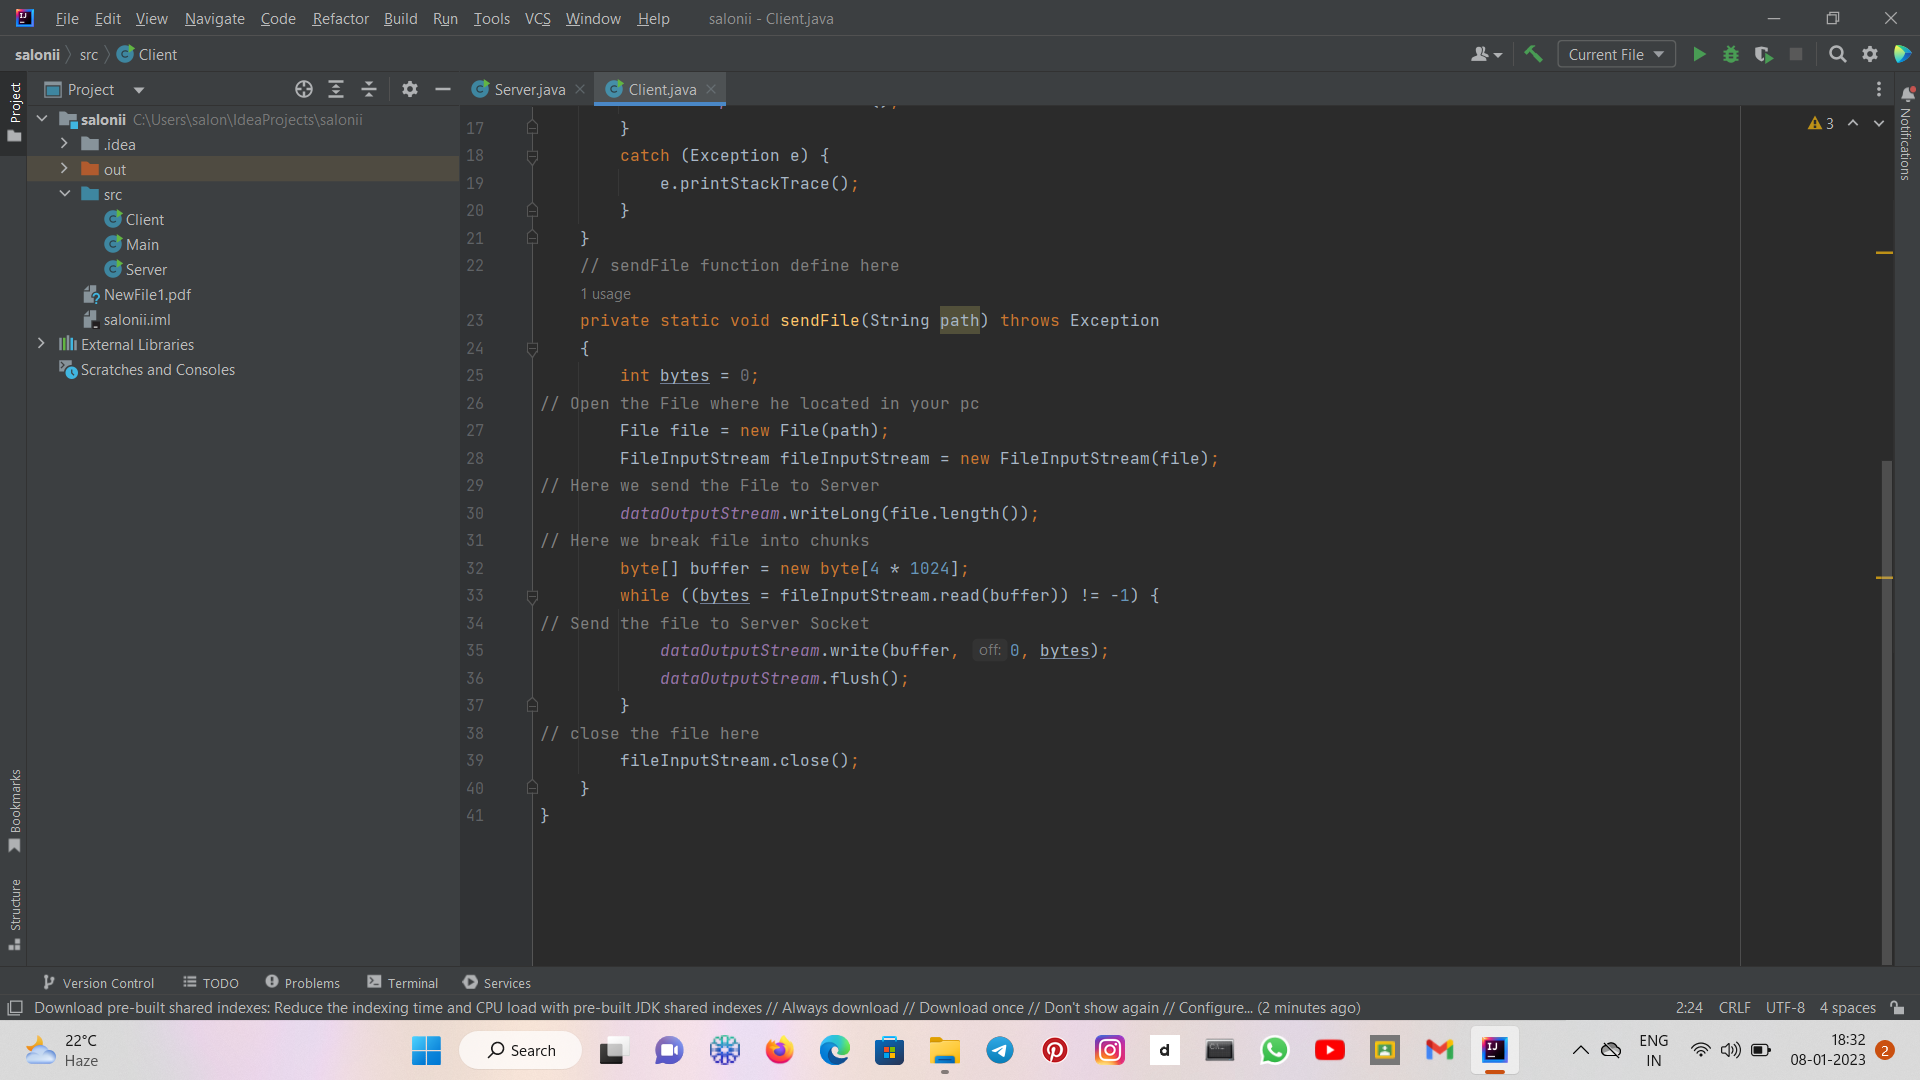 File Edit View Navigate Code Refactor Build Run Tools VCS Window Help salonii - Client.java
salonii src Client Current File
Project Server.java Client.java
Project
salonii C:\Users\salon\IdeaProjects\salonii
.idea
out
src
Client
Main
Server
NewFile1.pdf
salonii.iml
External Libraries
Scratches and Consoles
3
Notifications
17 }
18 catch (Exception e) {
19 e.printStackTrace();
20 }
21 }
22 // sendFile function define here
1 usage
23 private static void sendFile(String path) throws Exception
24 {
25 int bytes = 0;
26 // Open the File where he located in your pc
27 File file = new File(path);
28 FileInputStream fileInputStream = new FileInputStream(file);
29 // Here we send the File to Server
30 dataOutputStream.writeLong(file.length());
31 // Here we break file into chunks
32 byte[] buffer = new byte[4 * 1024];
33 while ((bytes = fileInputStream.read(buffer)) != -1) {
34 // Send the file to Server Socket
35 dataOutputStream.write(buffer, off: 0, bytes);
36 dataOutputStream.flush();
37 }
38 // close the file here
39 fileInputStream.close();
40 }
41 }
Bookmarks
Structure
Version Control TODO Problems Terminal Services
Download pre-built shared indexes: Reduce the indexing time and CPU load with pre-built JDK shared indexes // Always download // Download once // Don't show again // Configure... (2 minutes ago) 2:24 CRLF UTF-8 4 spaces
22°C
Haze
Search
ENG
IN
18:32
08-01-2023
2